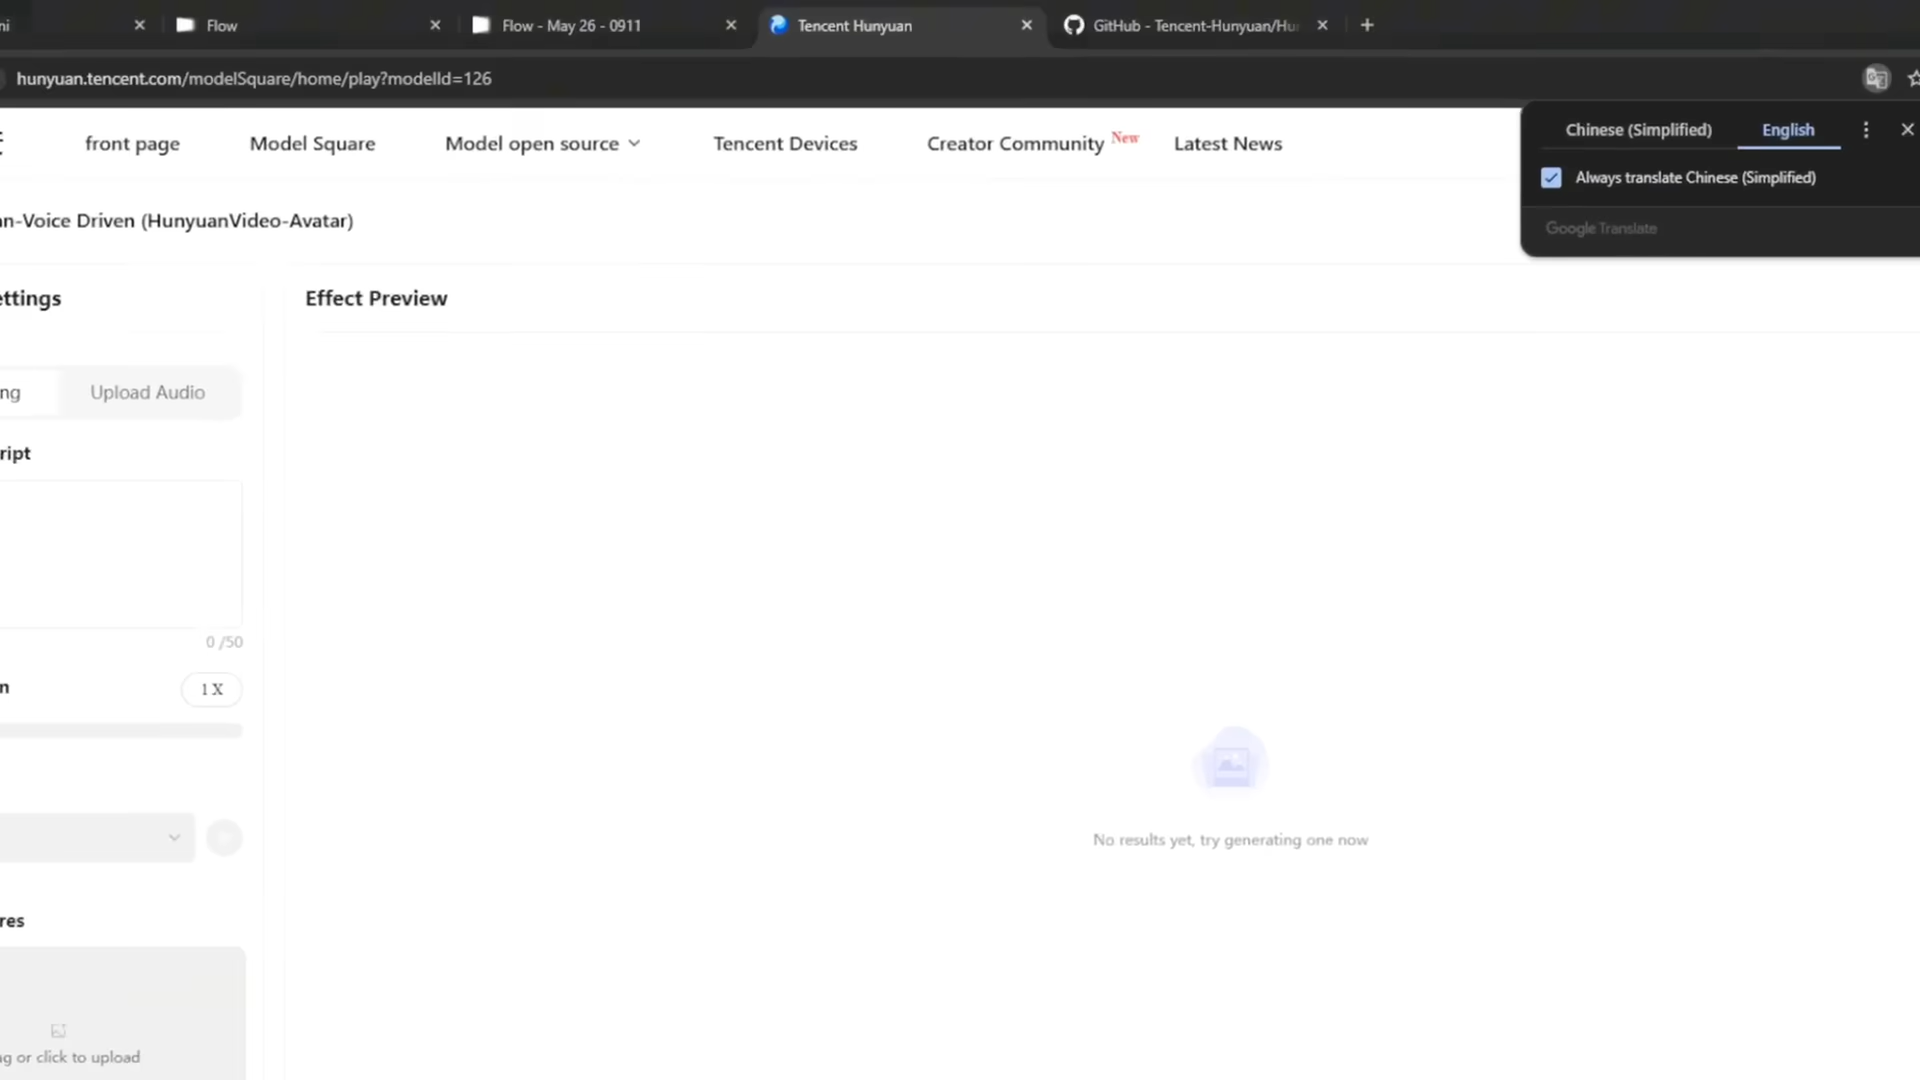 ni
Flow
Flow - May 26 - 0911
Tencent Hunyuan
GitHub - Tencent-Hunyuan/Hu
hunyuan.tencent.com/modelSquare/home/play?modelId=126
front page
Model Square
Model open source
Tencent Devices
Creator Community New
Latest News
Chinese (Simplified)
English
Always translate Chinese (Simplified)
Google Translate
n-Voice Driven (HunyuanVideo-Avatar)
ettings
Effect Preview
ng
Upload Audio
ript
0 /50
n
1 X
No results yet, try generating one now
res
g or click to upload